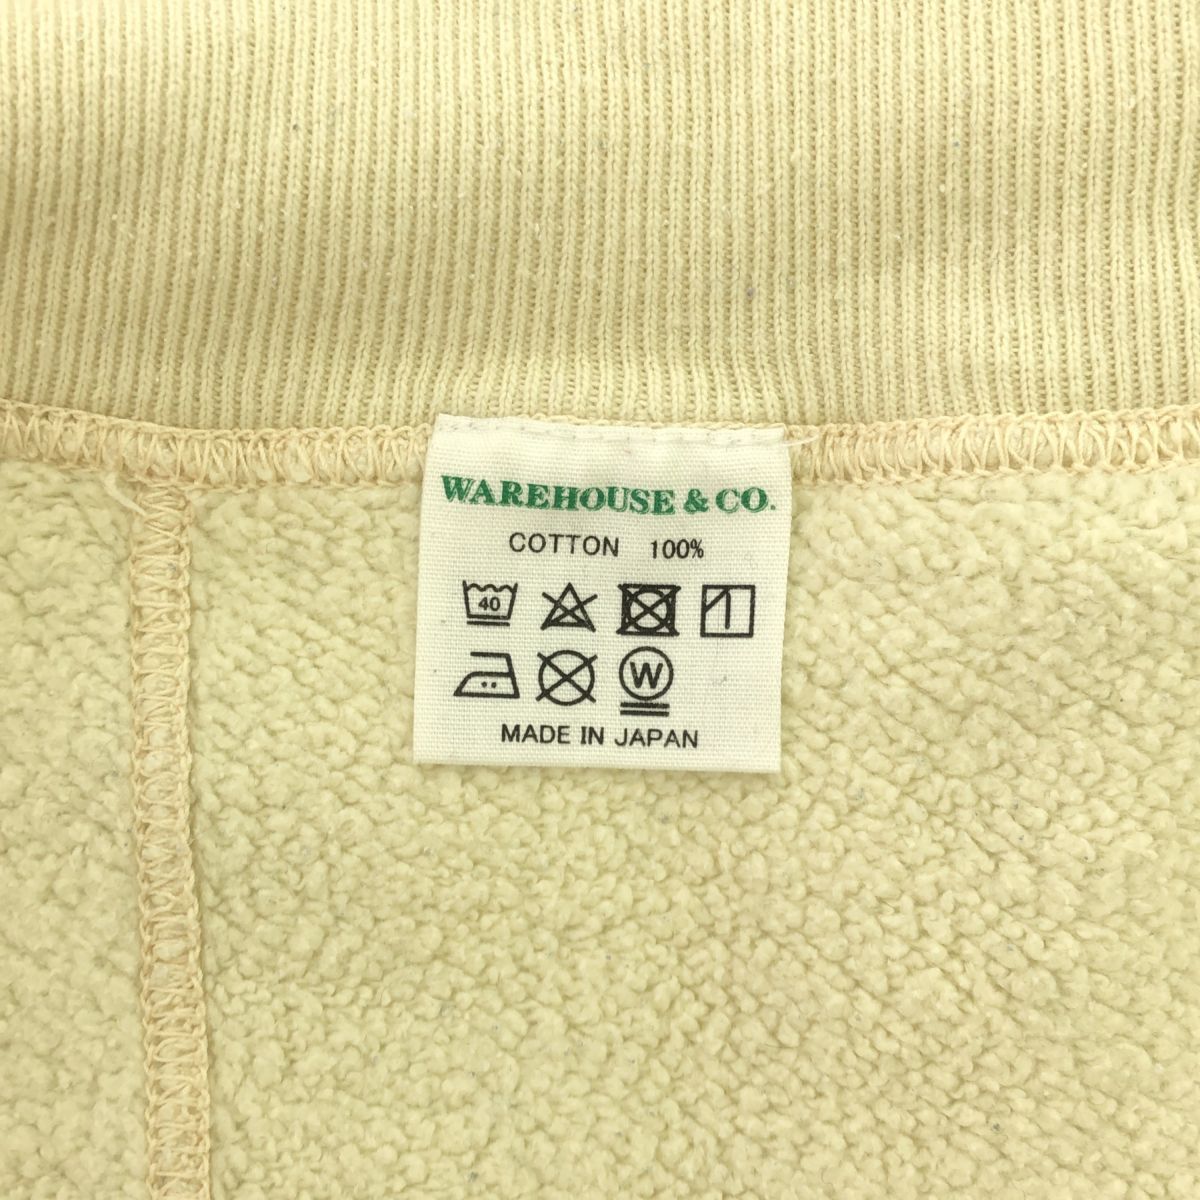 WAREHOUSE & CO.
COTTON 100%
40
W
MADE IN JAPAN